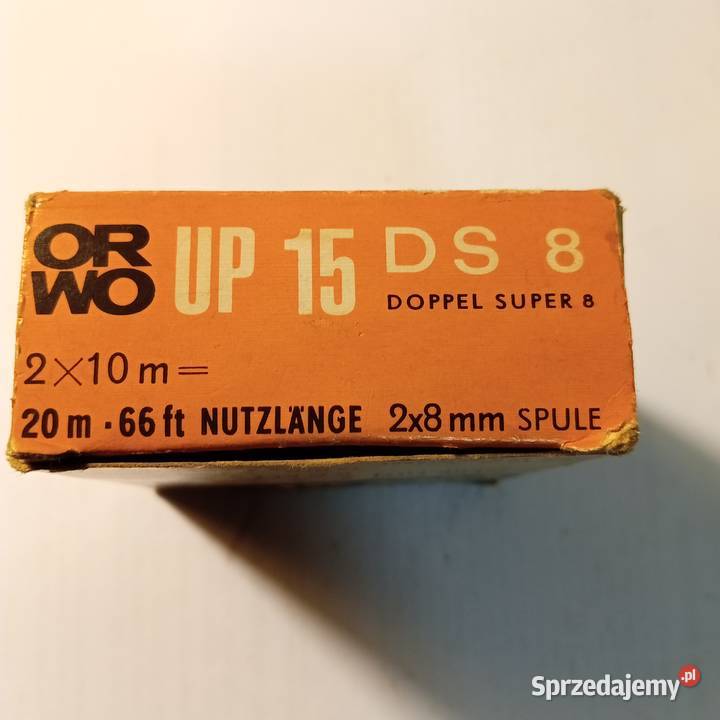 ORWO UP 15 DS 8
DOPPEL SUPER 8
2×10 m =
20 m · 66 ft NUTZLÄNGE 2x8 mm SPULE
Sprzedajemy.pl